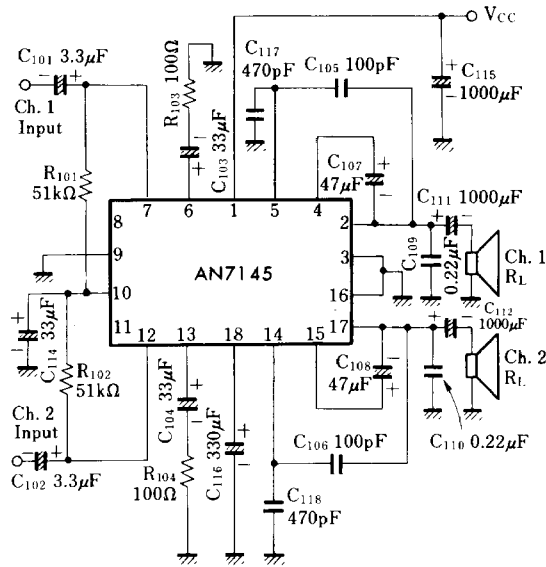 VCC
C101 3.3μF
Ch. 1
Input
R101
51kΩ
R103
100Ω
C103 33μF
C117
470pF
C105 100pF
C115
1000μF
C107
47μF
C111 1000μF
C109
0.22μF
Ch. 1
RL
8 7 6 1 5 4
2
9
3
10
AN7145
16
11 12 13 18 14 15
17
C114 33μF
R102
51kΩ
Ch. 2
Input
C102 3.3μF
C104 33μF
R104
100Ω
C116 330μF
C108
47μF
C106 100pF
C118
470pF
C112
1000μF
Ch. 2
RL
C110 0.22μF